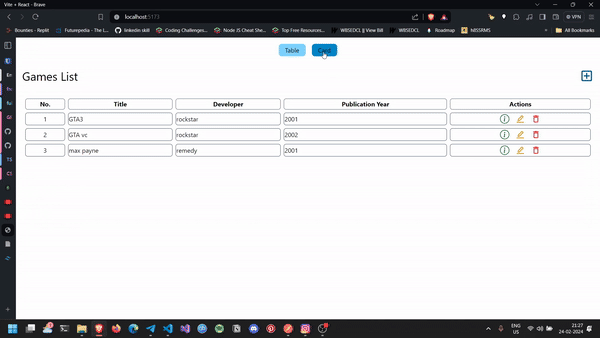 Vite + React - Brave
localhost:5173
Bounties - Replit
Futurepedia - The L...
linkedin skill
Coding Challenges...
Node JS Cheat She...
Top Free Resources...
WRSEDCL || View Bill
WRSEDCL
Roadmap
All Bookmarks
VPN
Table
Card
Games List
No. Title Developer Publication Year Actions
1 GTA3 rockstar 2001
2 GTA vc rockstar 2002
3 max payne remedy 2001
ENG
US
21:27
24-02-2024